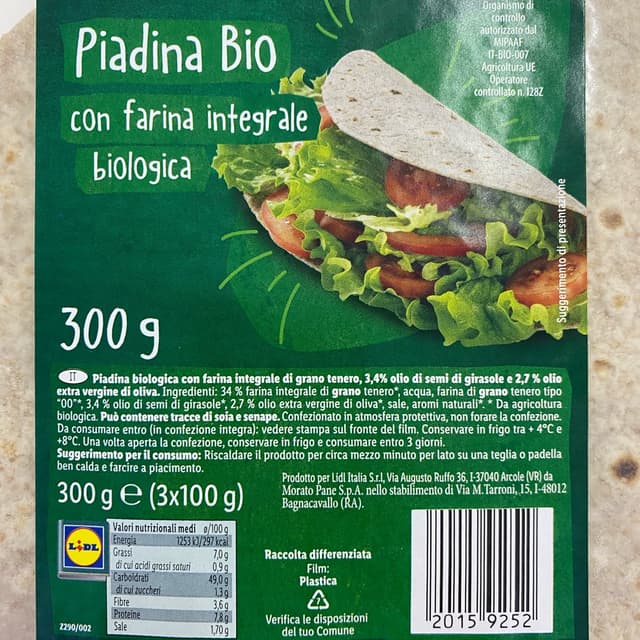 Piadina Bio
con farina integrale
biologica
Organismo di
controllo
autorizzato dal
MIPAAF
IT-BIO-007
Agricoltura UE
Operatore
controllato n. I28Z
Suggerimento di presentazione
300 g
IT Piadina biologica con farina integrale di grano tenero, 3,4% olio di semi di girasole e 2,7 % olio
extra vergine di oliva. Ingredienti: 34 % farina integrale di grano tenero*, acqua, farina di grano tenero tipo
"00"*, 3,4 % olio di semi di girasole*, 2,7 % olio extra vergine di oliva*, sale, aromi naturali*. * Da agricoltura
biologica. Può contenere tracce di soia e senape. Confezionato in atmosfera protettiva, non forare la confezione.
Da consumare entro (in confezione integra): vedere stampa sul fronte del film. Conservare in frigo tra + 4°C e
+8°C. Una volta aperta la confezione, conservare in frigo e consumare entro 3 giorni.
Suggerimento per il consumo: Riscaldare il prodotto per circa mezzo minuto per lato su una teglia o padella
ben calda e farcire a piacimento.
300 g e (3x100 g)
Prodotto per Lidl Italia S.r.l, Via Augusto Ruffo 36, I-37040 Arcole (VR) da
Morato Pane S.p.A. nello stabilimento di Via M.Tarroni, 15, I-48012
Bagnacavallo (RA).
LIDL
Valori nutrizionali medi ø/100 g
Energia 1253 kJ/297 kcal
Grassi 7,0 g
di cui acidi grassi saturi 0,9 g
Carboidrati 49,0 g
di cui zuccheri 1,3 g
Fibre 3,6 g
Proteine 7,8 g
Sale 1,70 g
Z290/002
Raccolta differenziata
Film:
Plastica
Verifica le disposizioni
del tuo Comune
2015 9252